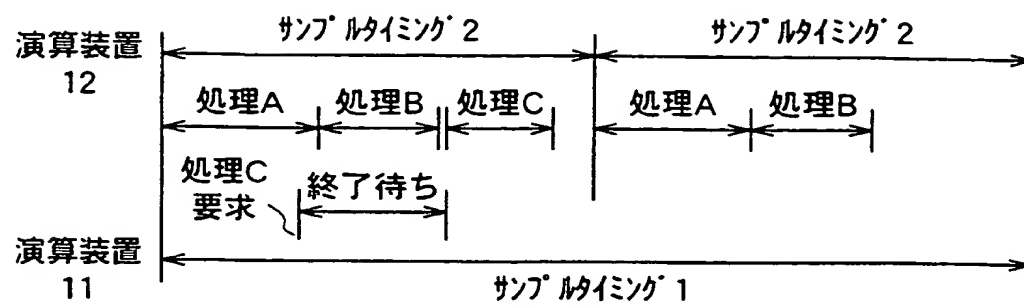 演算装置
12
サンプルタイミング2
サンプルタイミング2
処理A
処理B
処理C
処理A
処理B
処理C
要求
終了待ち
演算装置
11
サンプルタイミング1